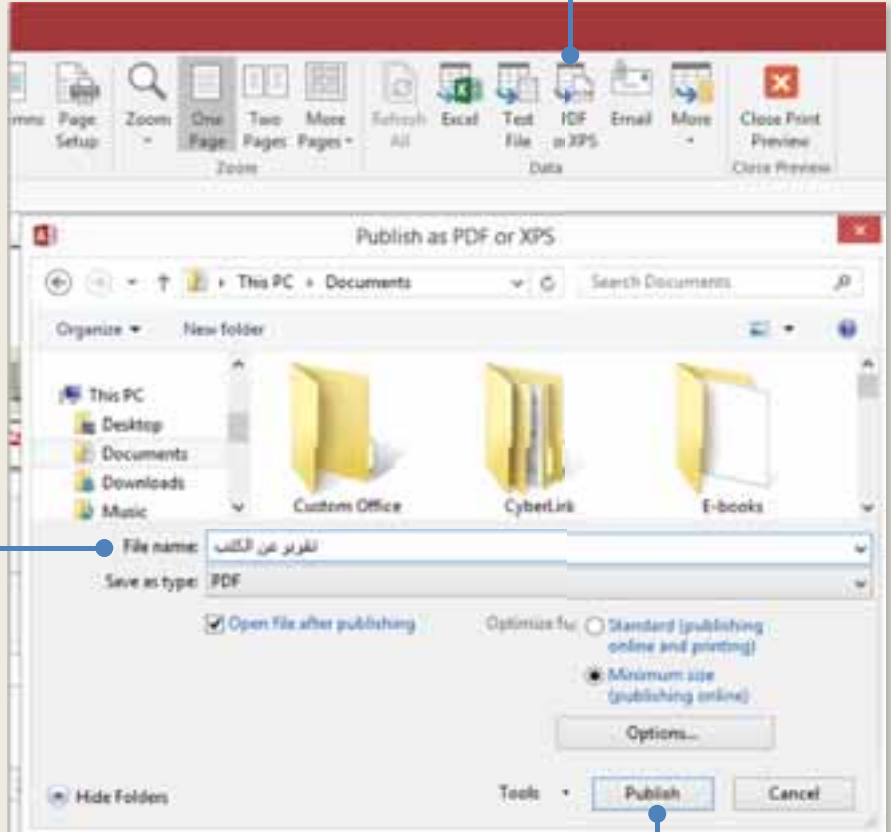 Page Setup
Zoom
One Page
Two Pages
More Pages
Refresh All
Excel
Text File
PDF or XPS
Email
More
Close Print Preview
Zoom
Data
Close Preview
Publish as PDF or XPS
This PC
Documents
Search Documents
Organize
New folder
This PC
Desktop
Documents
Downloads
Music
Custom Office
CyberLink
E-books
File name: تقرير عن الكتب
Save as type: PDF
Open file after publishing
Optimize for:
Standard (publishing
online and printing)
Minimum size
(publishing online)
Options...
Hide Folders
Tools
Publish
Cancel